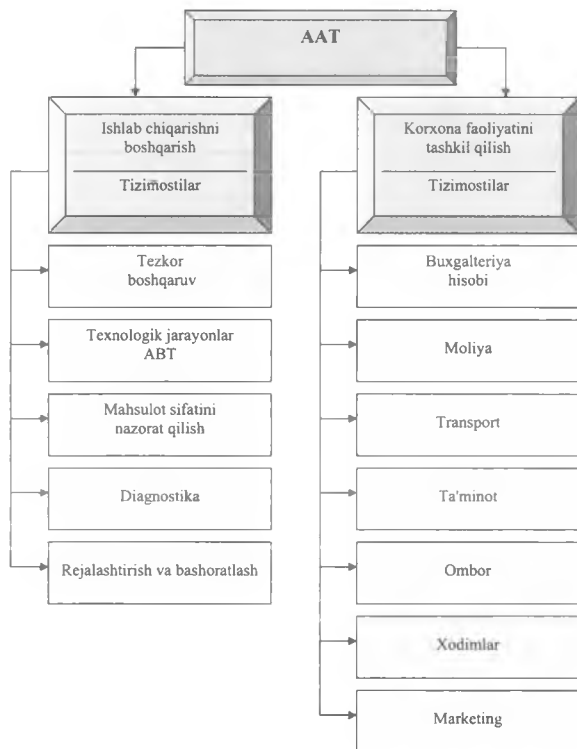 AAT
Ishlab chiqarishni
boshqarish
Tizimostilar
Tezkor
boshqaruv
Texnologik jarayonlar
ABT
Mahsulot sifatini
nazorat qilish
Diagnostika
Rejalashtirish va bashoratlash
Korxona faoliyatini
tashkil qilish
Tizimostilar
Buxgalteriya
hisobi
Moliya
Transport
Ta'minot
Ombor
Xodimlar
Marketing